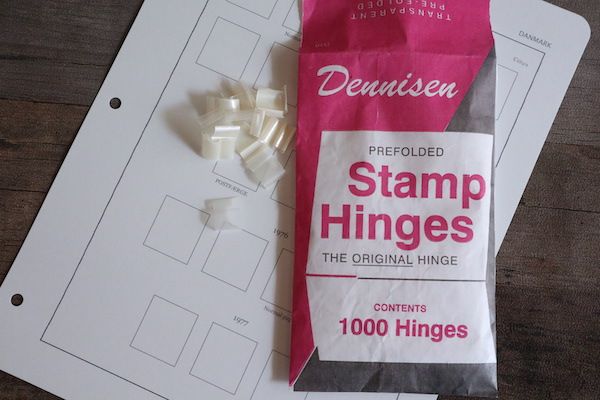 TRANSPARENT
PRE-FOLDED
DANMARK
Dennisen
PREFOLDED
Stamp
Hinges
THE ORIGINAL HINGE
CONTENTS
1000 Hinges
1976
1977